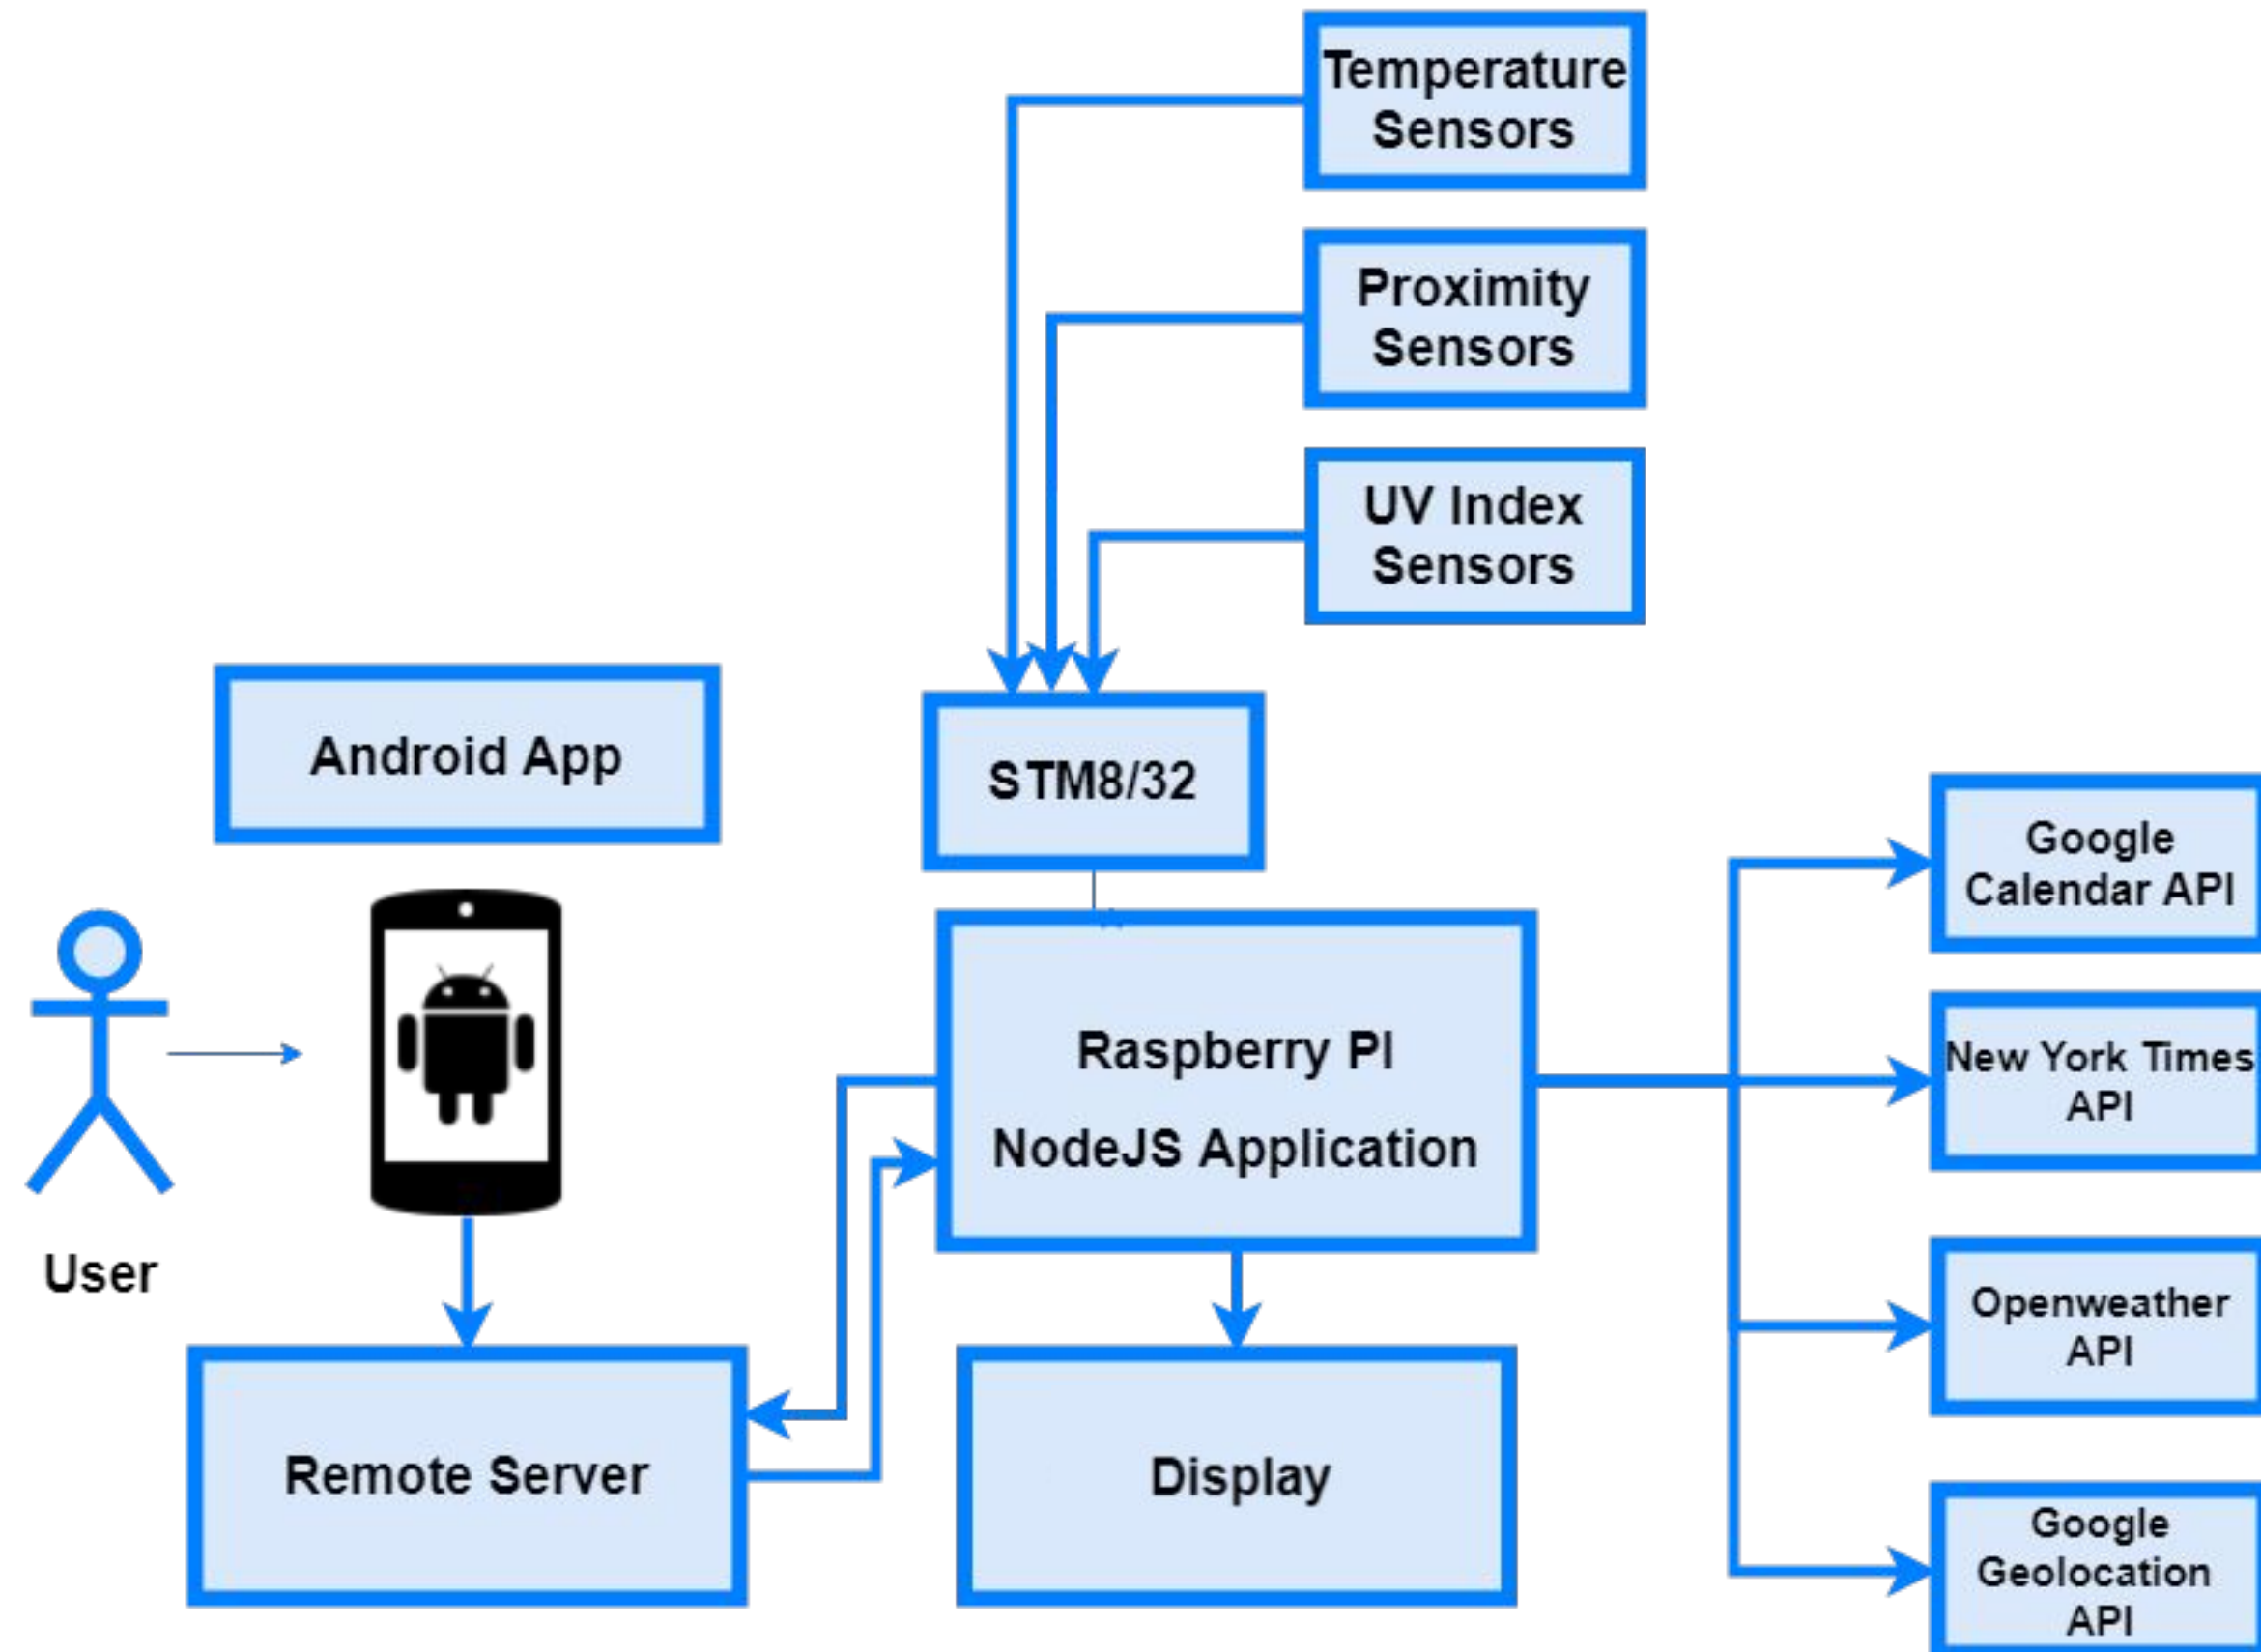 Temperature
Sensors
Proximity
Sensors
UV Index
Sensors
Android App
STM8/32
User
Raspberry PI
NodeJS Application
Remote Server
Display
Google
Calendar API
New York Times
API
Openweather
API
Google
Geolocation
API